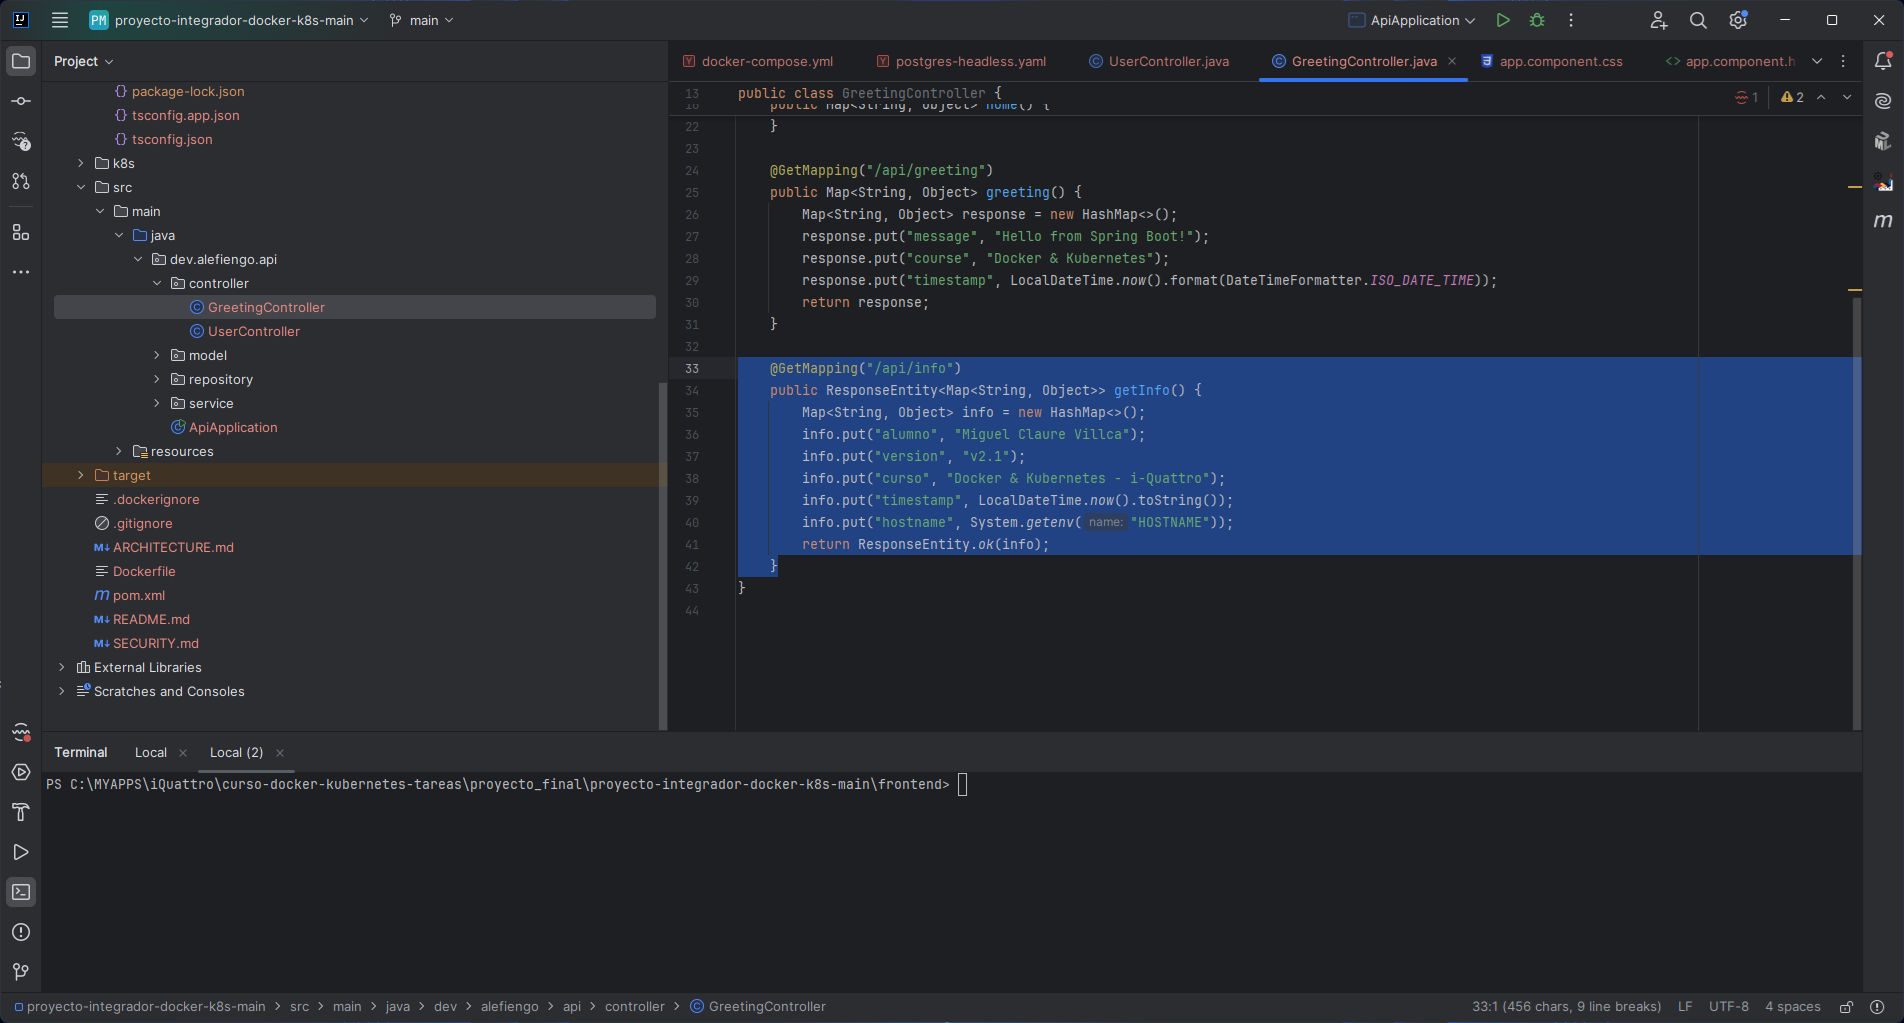 PM proyecto-integrador-docker-k8s-main main ApiApplication
Project
package-lock.json
tsconfig.app.json
tsconfig.json
k8s
src
main
java
dev.alefiengo.api
controller
GreetingController
UserController
model
repository
service
ApiApplication
resources
target
.dockerignore
.gitignore
ARCHITECTURE.md
Dockerfile
pom.xml
README.md
SECURITY.md
External Libraries
Scratches and Consoles
docker-compose.yml postgres-headless.yaml UserController.java GreetingController.java app.component.css app.component.h
1 2
13 public class GreetingController {
public Map<String, Object> home() {
22 }
23
24 @GetMapping("/api/greeting")
25 public Map<String, Object> greeting() {
26 Map<String, Object> response = new HashMap<>();
27 response.put("message", "Hello from Spring Boot!");
28 response.put("course", "Docker & Kubernetes");
29 response.put("timestamp", LocalDateTime.now().format(DateTimeFormatter.ISO_DATE_TIME));
30 return response;
31 }
32
33 @GetMapping("/api/info")
34 public ResponseEntity<Map<String, Object>> getInfo() {
35 Map<String, Object> info = new HashMap<>();
36 info.put("alumno", "Miguel Claure Villca");
37 info.put("version", "v2.1");
38 info.put("curso", "Docker & Kubernetes - i-Quattro");
39 info.put("timestamp", LocalDateTime.now().toString());
40 info.put("hostname", System.getenv( name: "HOSTNAME"));
41 return ResponseEntity.ok(info);
42 }
43 }
44
Terminal Local Local (2)
PS C:\MYAPPS\iQuattro\curso-docker-kubernetes-tareas\proyecto_final\proyecto-integrador-docker-k8s-main\frontend>
proyecto-integrador-docker-k8s-main > src > main > java > dev > alefiengo > api > controller > GreetingController 33:1 (456 chars, 9 line breaks) LF UTF-8 4 spaces